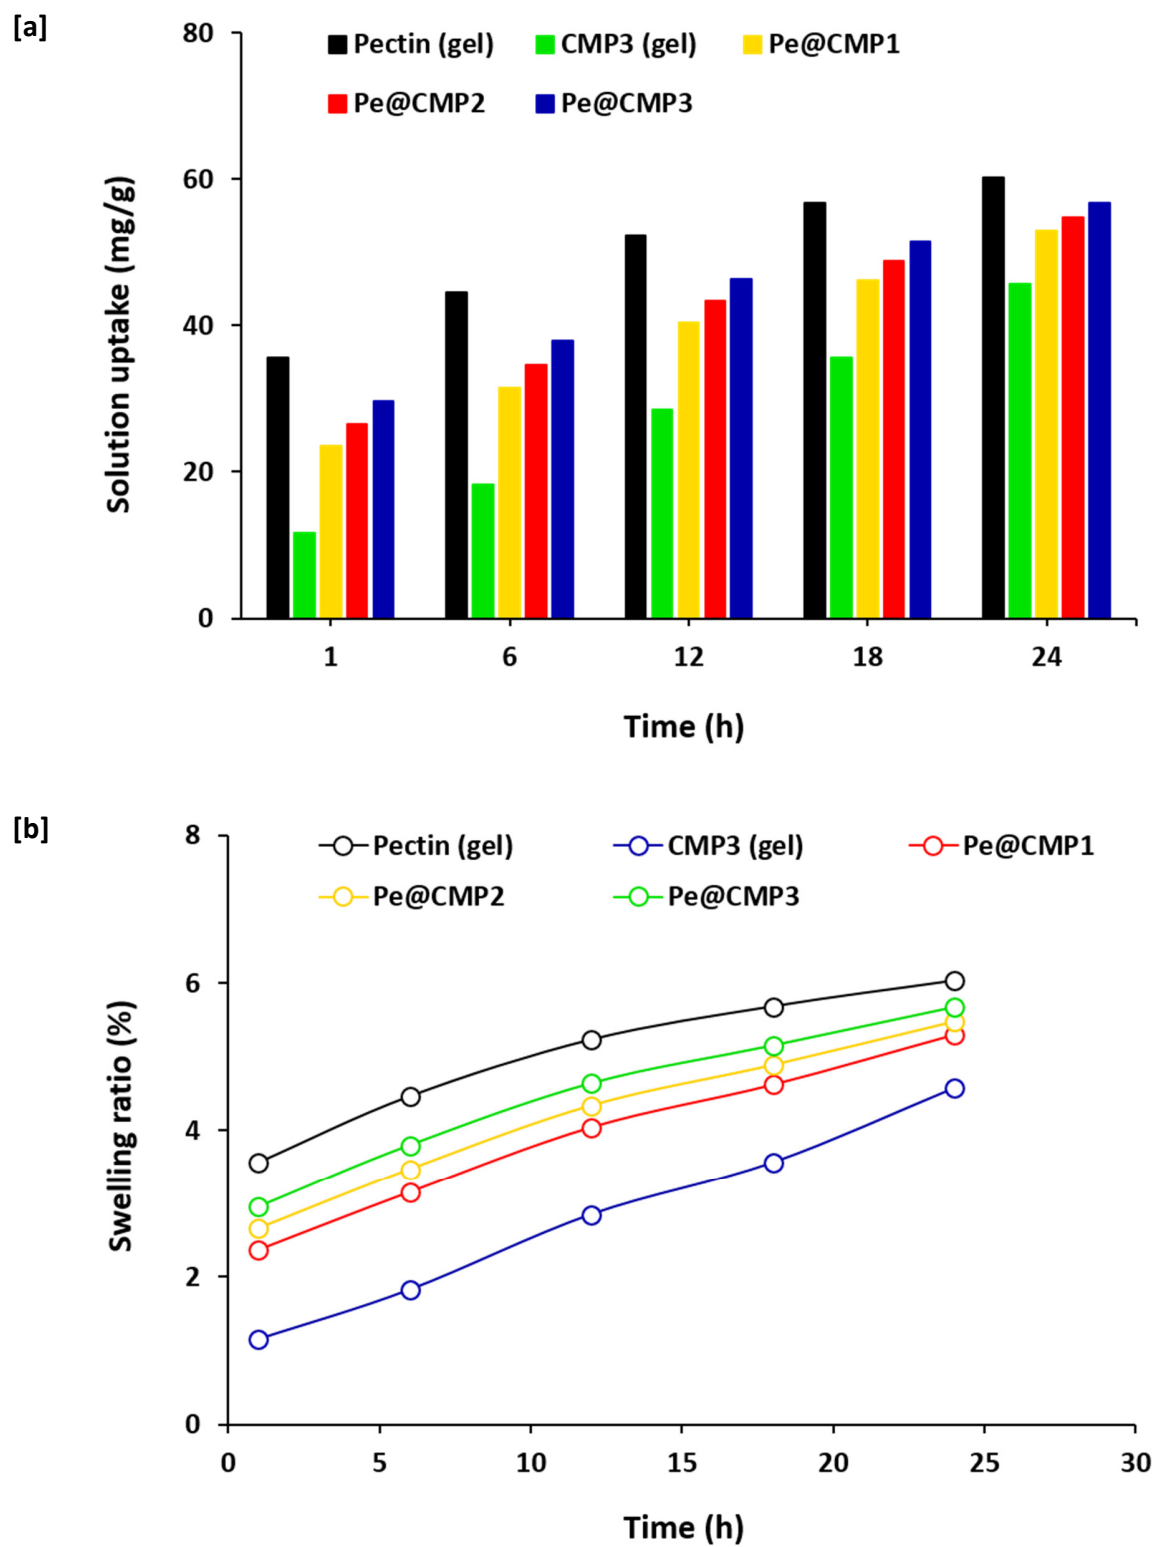 [a]
Pectin (gel) CMP3 (gel) Pe@CMP1
Pe@CMP2 Pe@CMP3
80
60
40
20
0
Solution uptake (mg/g)
1 6 12 18 24
Time (h)
[b]
Pectin (gel) CMP3 (gel) Pe@CMP1
Pe@CMP2 Pe@CMP3
8
6
4
2
0
Swelling ratio (%)
0 5 10 15 20 25 30
Time (h)